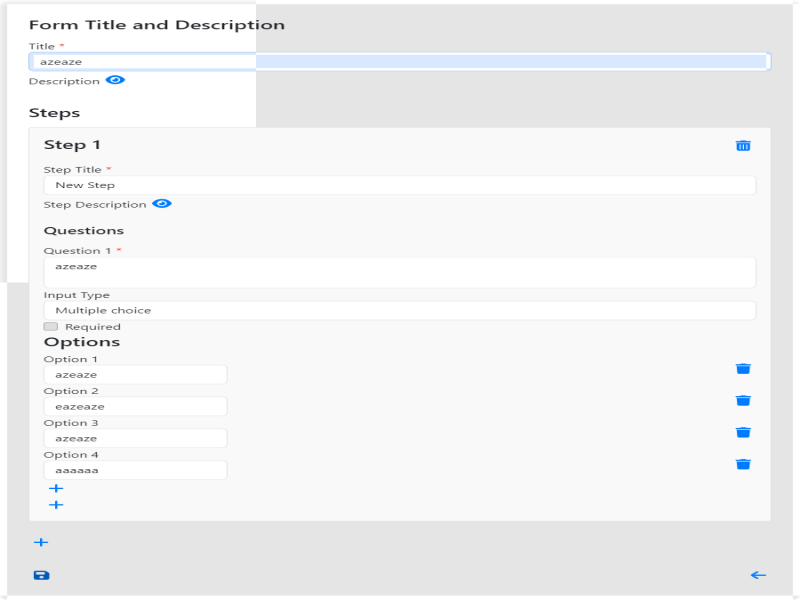 Form Title and Description
Title *
azeaze
Description
Steps
Step 1
Step Title *
New Step
Step Description
Questions
Question 1 *
azeaze
Input Type
Multiple choice
Required
Options
Option 1
azeaze
Option 2
eazeaze
Option 3
azeaze
Option 4
aaaaaa